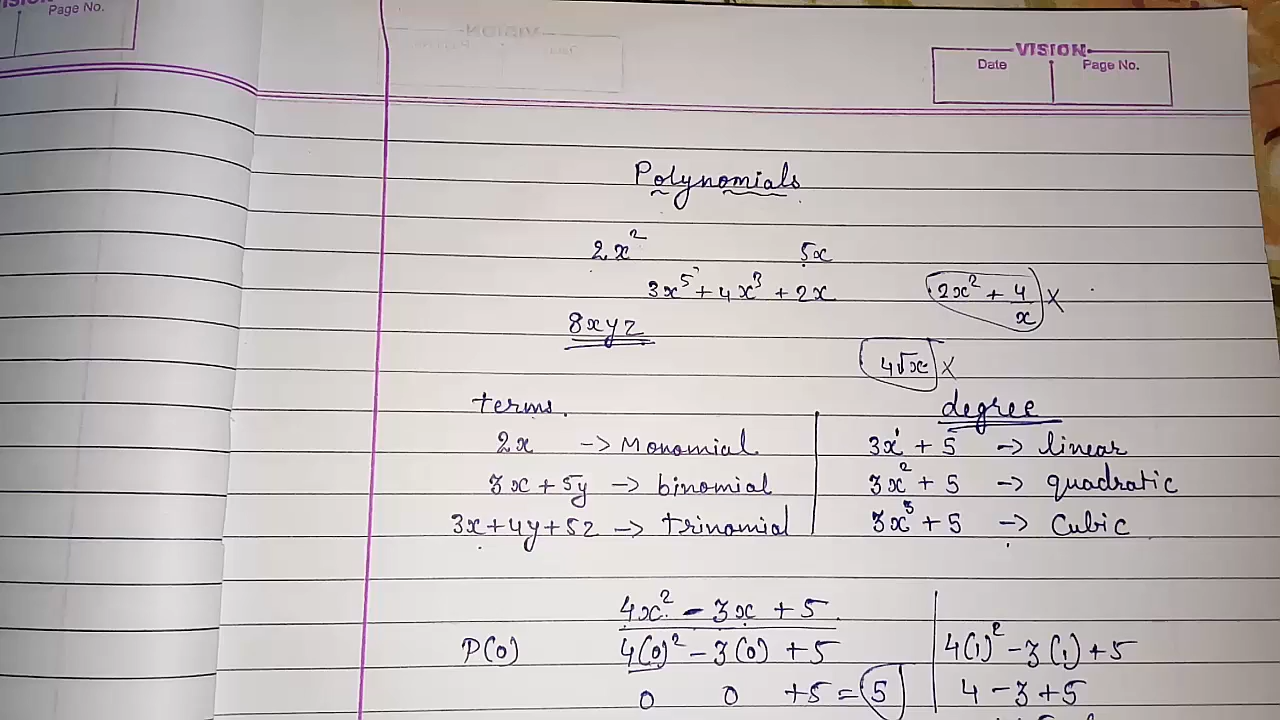 ISION
Page No.
VISION
Date Page No.
Polynomials
2x² 5x
3x⁵ + 4x³ + 2x 2x² + 4/x X
8xyz
4√x X
terms. degree
2x -> Monomial 3x¹ + 5 -> linear
3x + 5y -> binomial 3x² + 5 -> quadratic
3x+4y+5z -> trinomial 3x⁵ + 5 -> Cubic
4x² - 3x + 5
P(0) 4(0)² - 3(0) + 5 4(1)² - 3(1) + 5
0 0 +5 = 5 4 - 3 + 5